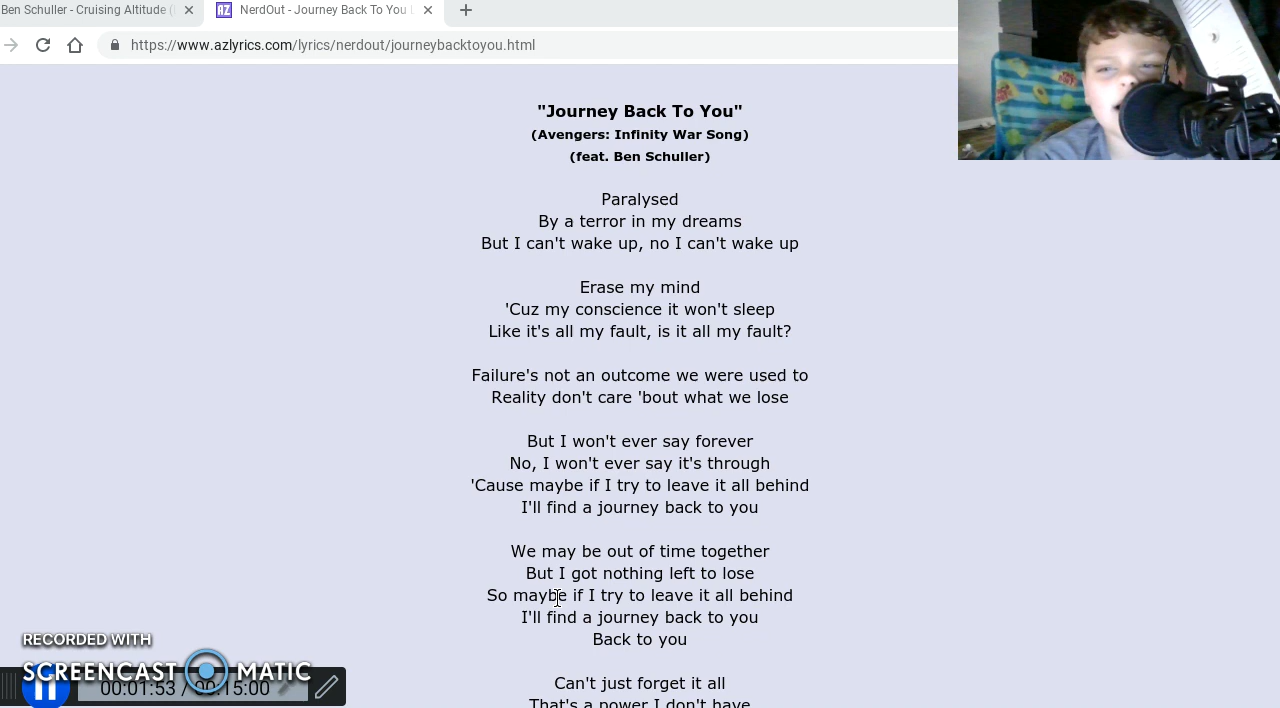 Ben Schuller - Cruising Altitude (
NerdOut - Journey Back To You
https://www.azlyrics.com/lyrics/nerdout/journeybacktoyou.html
"Journey Back To You"
(Avengers: Infinity War Song)
(feat. Ben Schuller)
Paralysed
By a terror in my dreams
But I can't wake up, no I can't wake up
Erase my mind
'Cuz my conscience it won't sleep
Like it's all my fault, is it all my fault?
Failure's not an outcome we were used to
Reality don't care 'bout what we lose
But I won't ever say forever
No, I won't ever say it's through
'Cause maybe if I try to leave it all behind
I'll find a journey back to you
We may be out of time together
But I got nothing left to lose
So maybe if I try to leave it all behind
I'll find a journey back to you
Back to you
Can't just forget it all
That's a power I don't have
RECORDED WITH
SCREENCAST MATIC
00:01:53 / 00:15:00